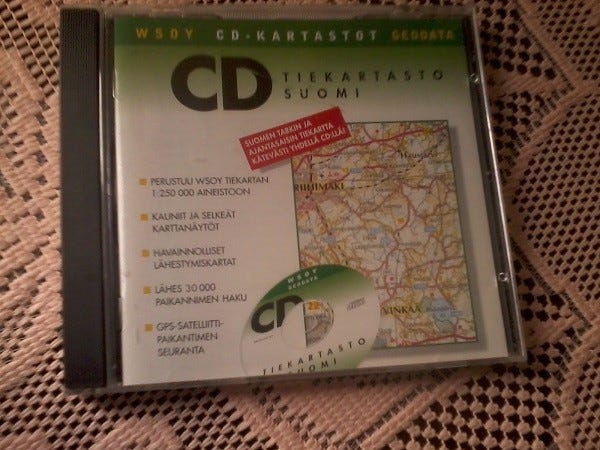 WSOY CD-KARTASTOT GEODATA
CD TIEKARTASTO
SUOMI
SUOMEN TARKIN JA
AJANTASAISIN TIEKARTTA
KÄTEVÄSTI YHDELLÄ CD:LLÄ!
PERUSTUU WSOY TIEKARTAN
1:250 000 AINEISTOON
KAUNIIT JA SELKEÄT
KARTTANÄYTÖT
HAVAINNOLLISET
LÄHESTYMISKARTAT
LÄHES 30 000
PAIKANNIMEN HAKU
GPS-SATELLIITTI-
PAIKANTIMEN
SEURANTA
RIIHIMÄKI
VINKAA
WSOY
GEODATA
CD
TIEKARTASTO
SUOMI